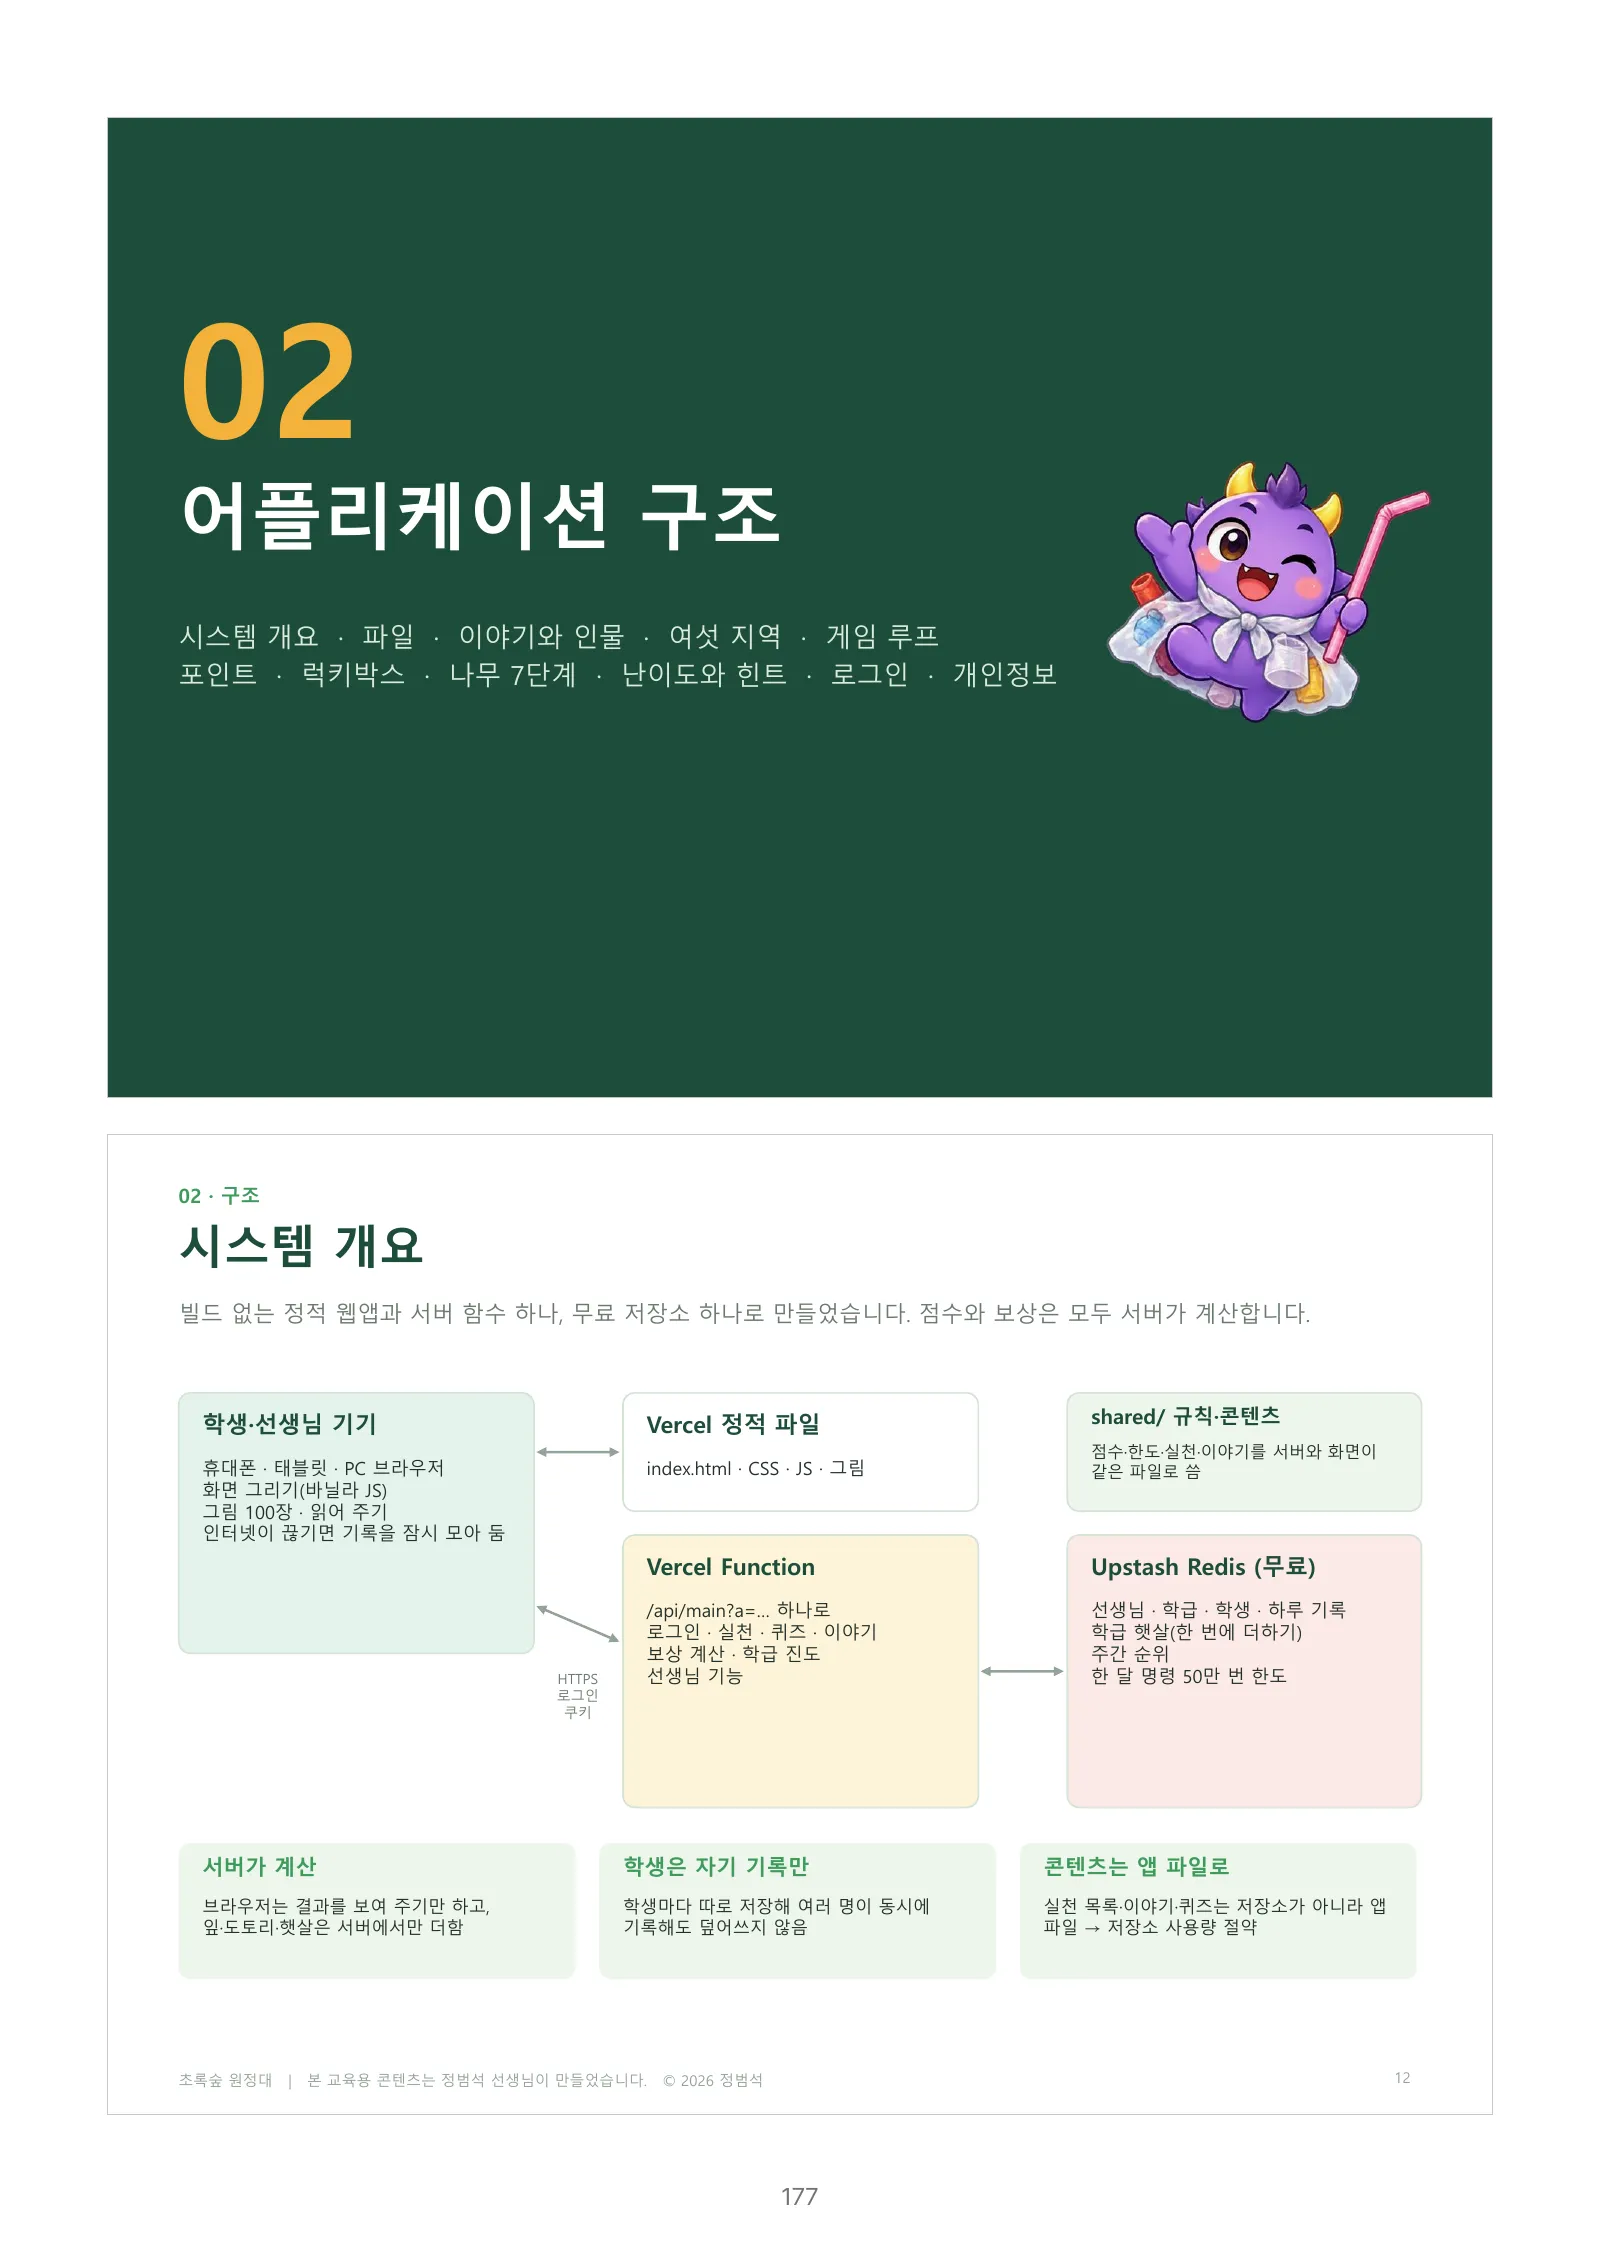 02
어플리케이션 구조
시스템 개요 · 파일 · 이야기와 인물 · 여섯 지역 · 게임 루프
포인트 · 럭키박스 · 나무 7단계 · 난이도와 힌트 · 로그인 · 개인정보
02 · 구조
시스템 개요
빌드 없는 정적 웹앱과 서버 함수 하나, 무료 저장소 하나로 만들었습니다. 점수와 보상은 모두 서버가 계산합니다.
학생·선생님 기기
휴대폰 · 태블릿 · PC 브라우저
화면 그리기(바닐라 JS)
그림 100장 · 읽어 주기
인터넷이 끊기면 기록을 잠시 모아 둠
Vercel 정적 파일
index.html · CSS · JS · 그림
shared/ 규칙·콘텐츠
점수·한도·실천·이야기를 서버와 화면이
같은 파일로 씀
HTTPS
로그인
쿠키
Vercel Function
/api/main?a=... 하나로
로그인 · 실천 · 퀴즈 · 이야기
보상 계산 · 학급 진도
선생님 기능
Upstash Redis (무료)
선생님 · 학급 · 학생 · 하루 기록
학급 햇살(한 번에 더하기)
주간 순위
한 달 명령 50만 번 한도
서버가 계산
브라우저는 결과를 보여 주기만 하고,
잎·도토리·햇살은 서버에서만 더함
학생은 자기 기록만
학생마다 따로 저장해 여러 명이 동시에
기록해도 덮어쓰지 않음
콘텐츠는 앱 파일로
실천 목록·이야기·퀴즈는 저장소가 아니라 앱
파일 → 저장소 사용량 절약
초록숲 원정대 | 본 교육용 콘텐츠는 정범석 선생님이 만들었습니다. © 2026 정범석
12
177